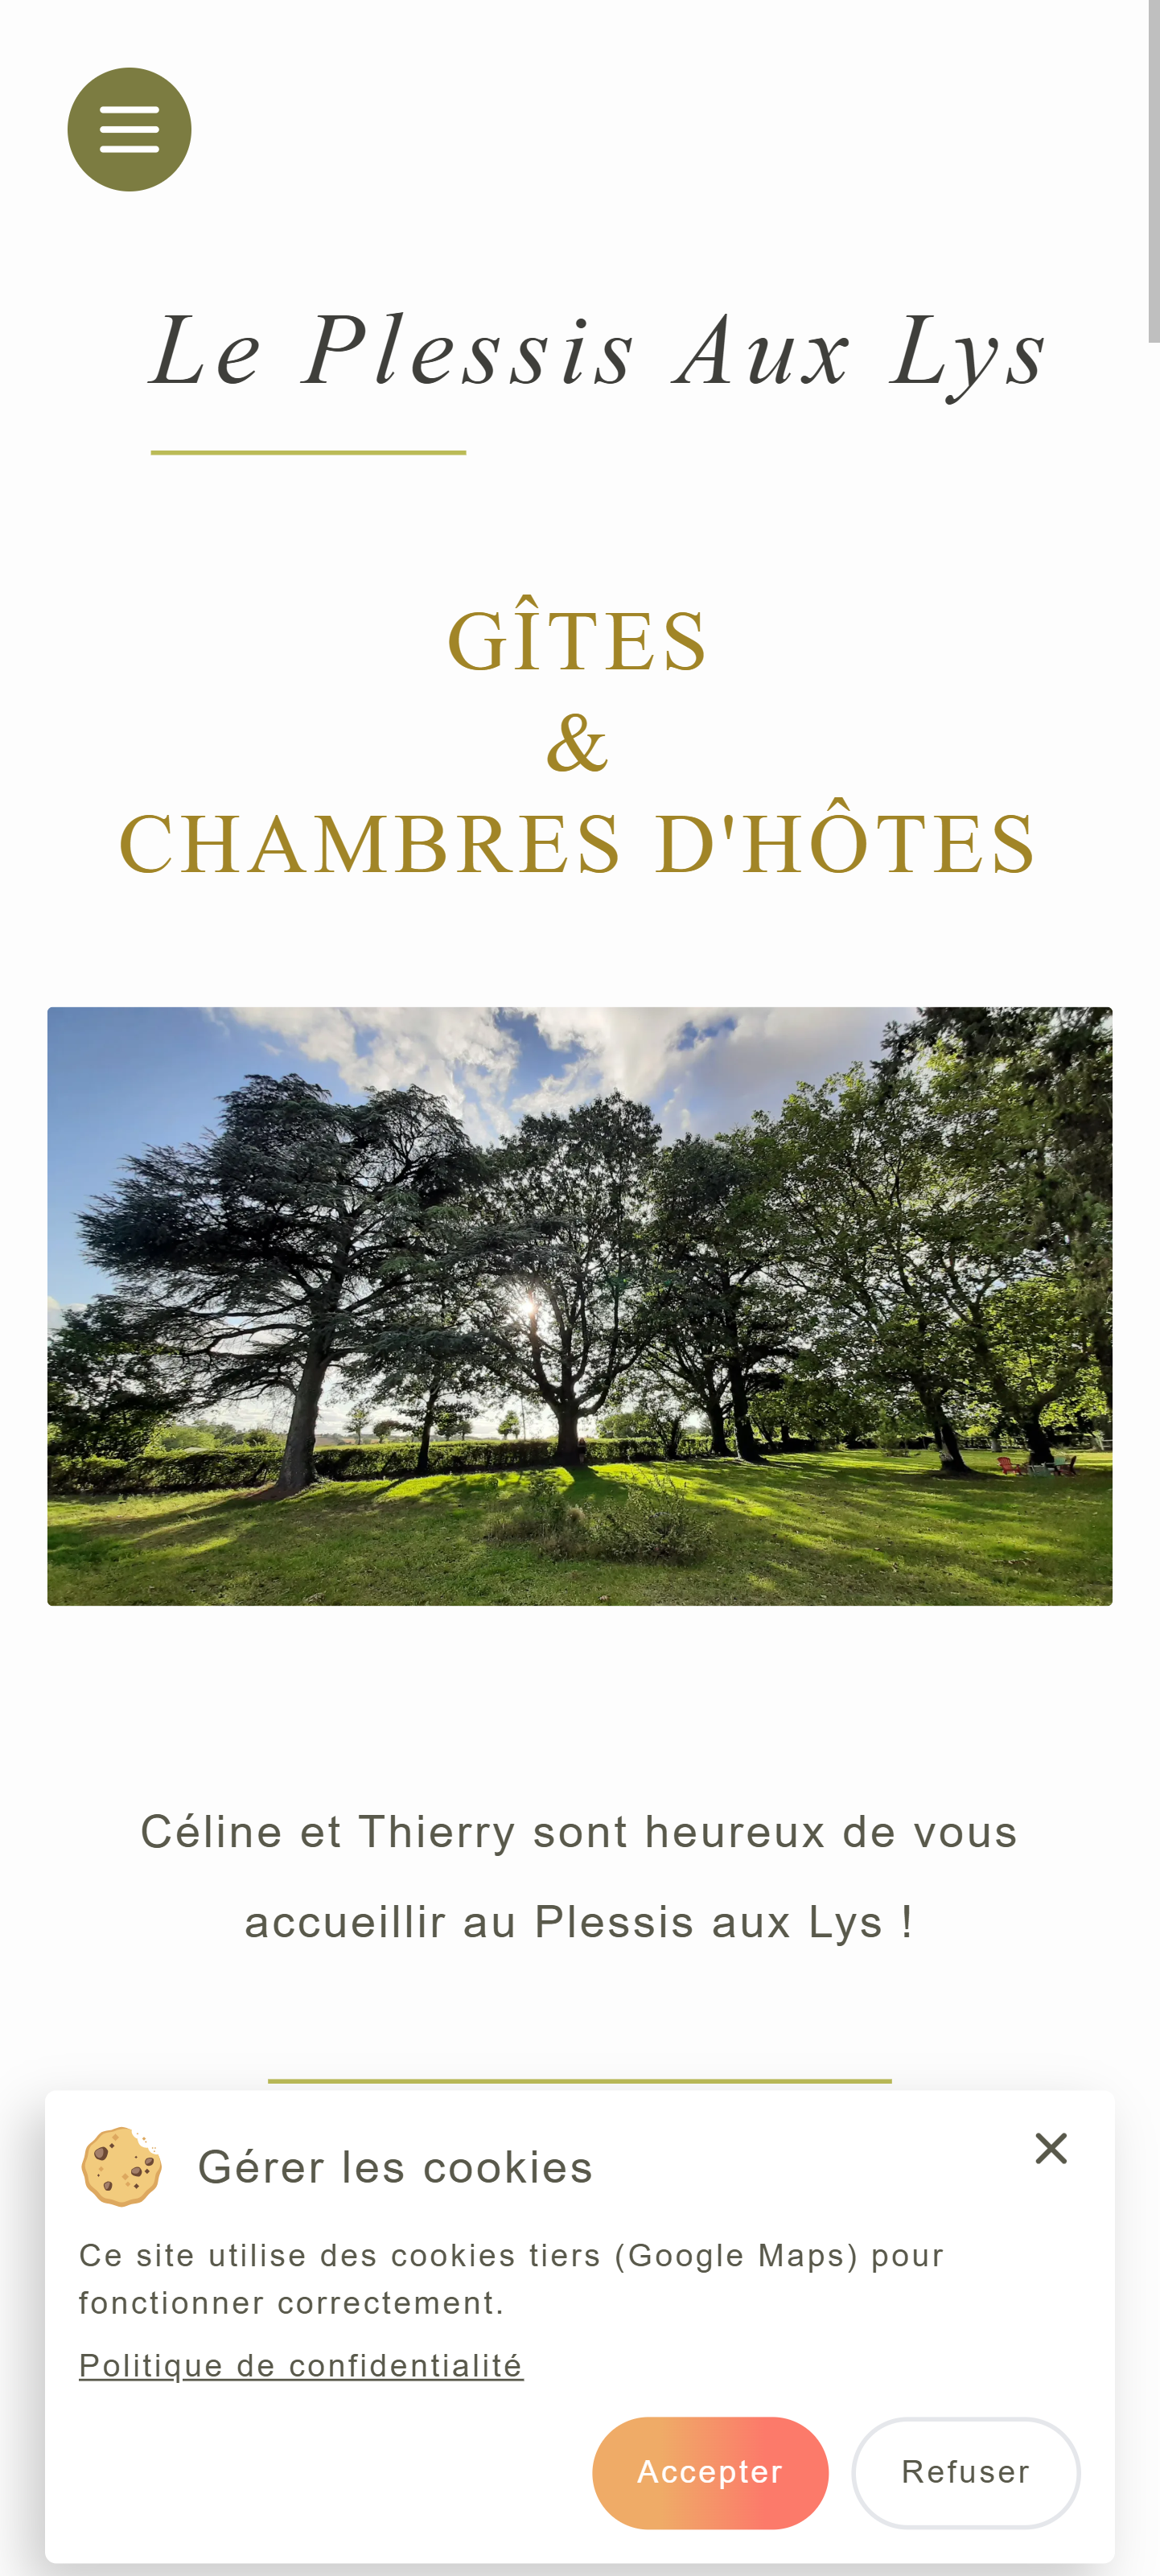 Le Plessis Aux Lys
GÎTES
&
CHAMBRES D'HÔTES
Céline et Thierry sont heureux de vous
accueillir au Plessis aux Lys !
Gérer les cookies
Ce site utilise des cookies tiers (Google Maps) pour
fonctionner correctement.
Politique de confidentialité
Accepter
Refuser